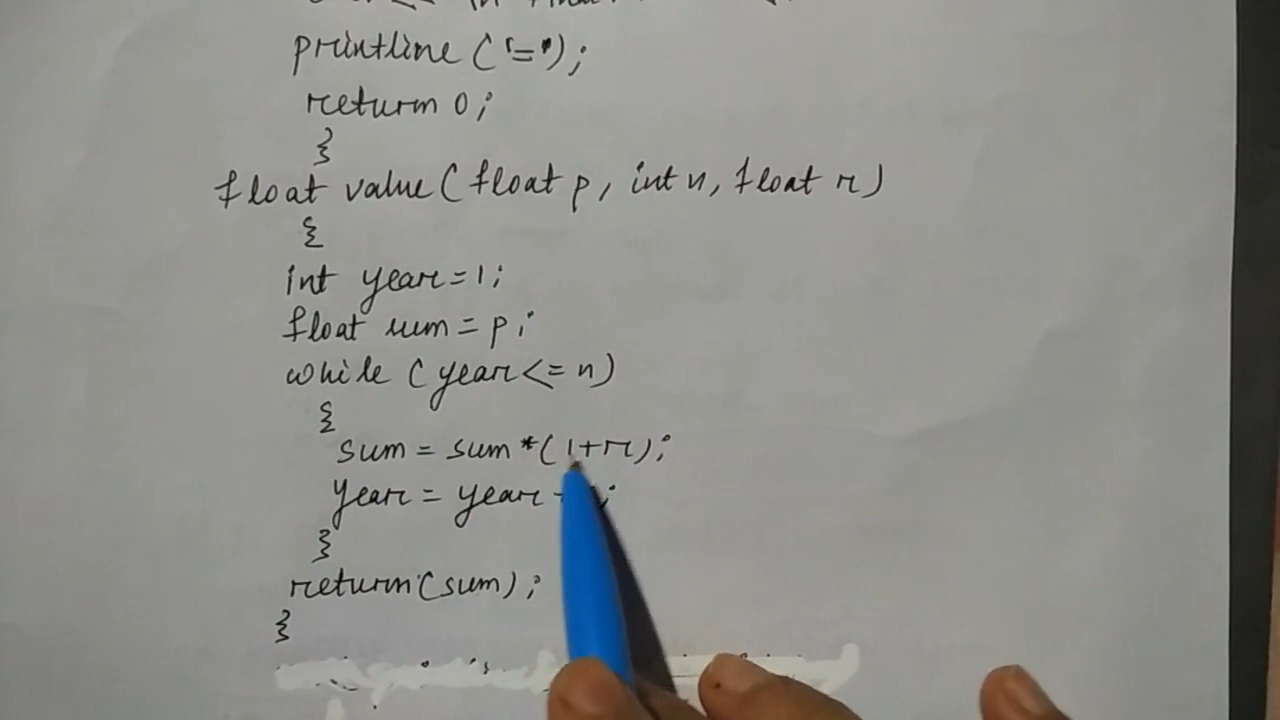 printline('=');
return 0;
}
float value(float p, int n, float r)
{
int year=1;
float sum = p;
while (year<= n)
{
sum = sum*(1+r);
year = year + ;
}
return(sum);
}